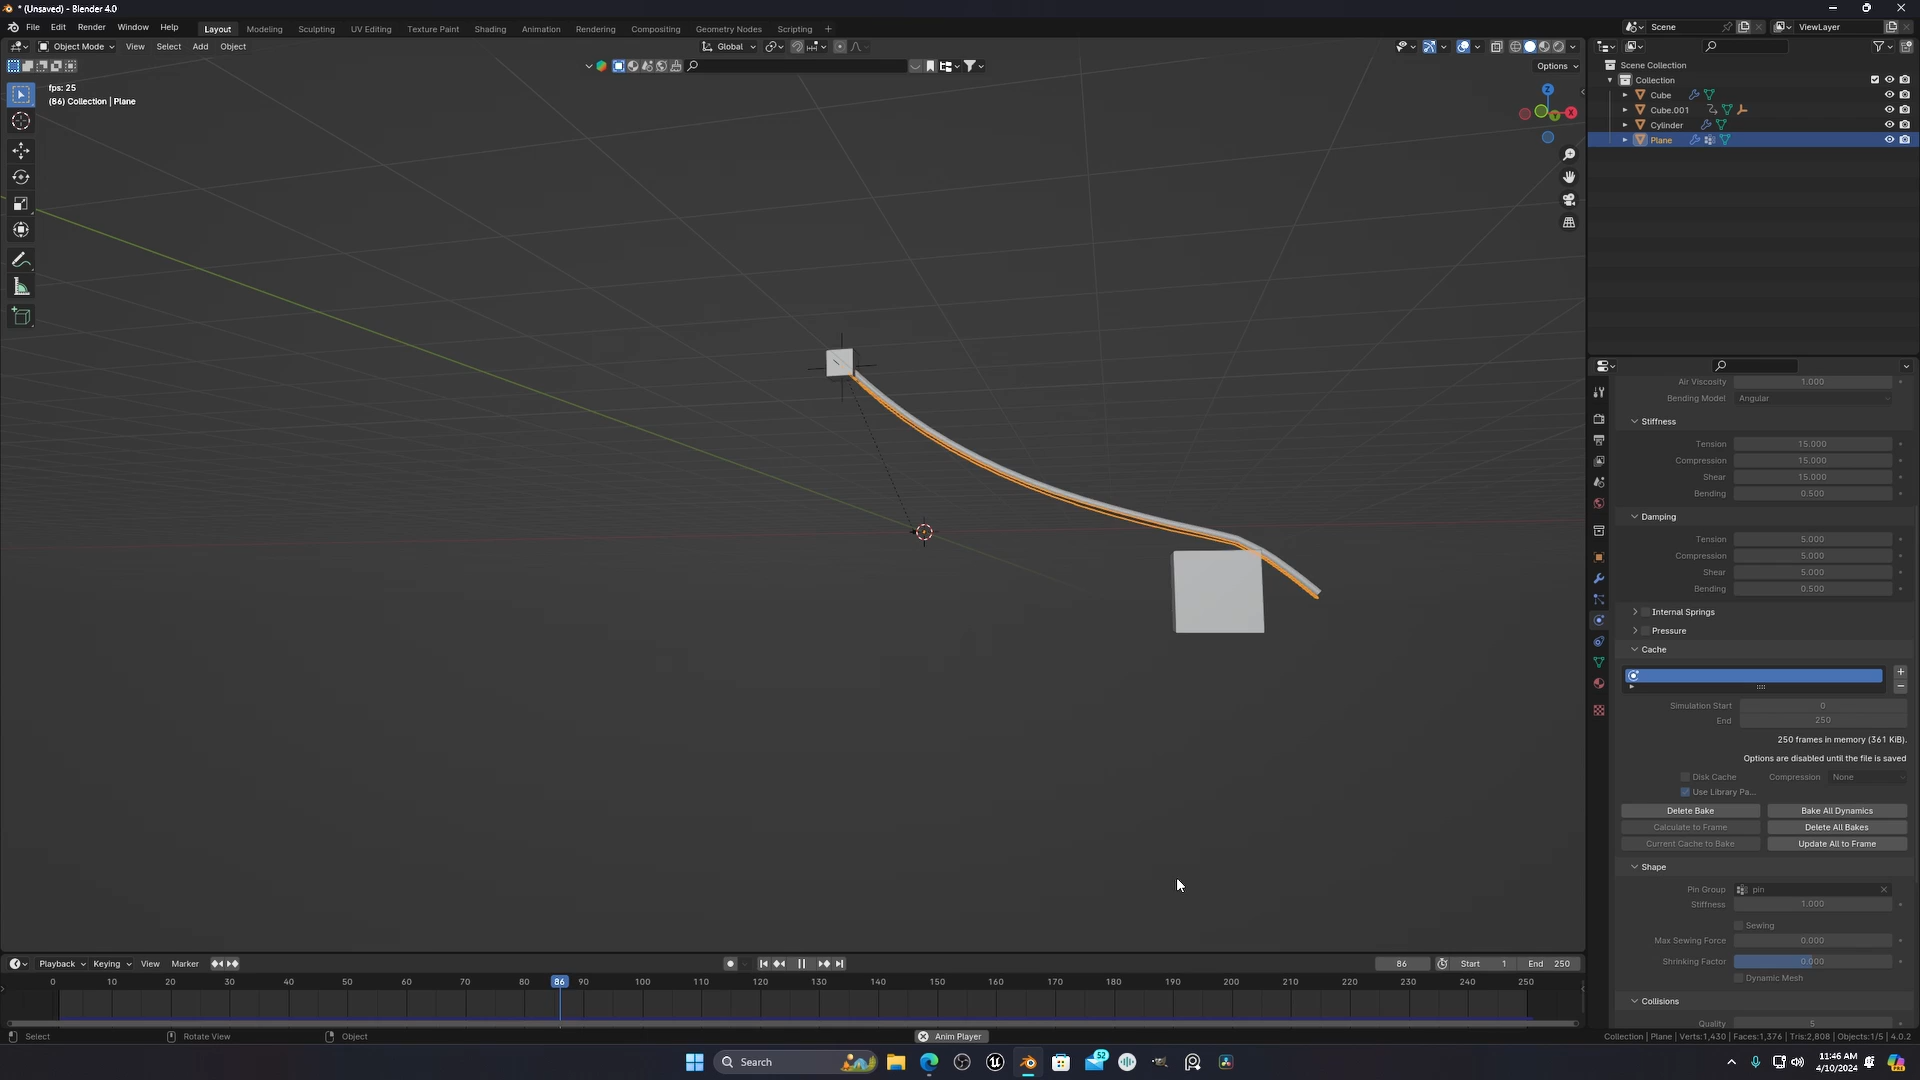 * (Unsaved) - Blender 4.0
File Edit Render Window Help Layout Modeling Sculpting UV Editing Texture Paint Shading Animation Rendering Compositing Geometry Nodes Scripting + Scene ViewLayer
Object Mode View Select Add Object Global
Options
fps: 25
(86) Collection | Plane
Z
X
Y
Scene Collection
Collection
Cube
Cube.001
Cylinder
Plane
Air Viscosity 1.000
Bending Model Angular
Stiffness
Tension 15.000
Compression 15.000
Shear 15.000
Bending 0.500
Damping
Tension 5.000
Compression 5.000
Shear 5.000
Bending 0.500
Internal Springs
Pressure
Cache
Simulation Start 0
End 250
250 frames in memory (361 KiB).
Options are disabled until the file is saved
Disk Cache Compression None
Use Library Pa...
Delete Bake Bake All Dynamics
Calculate to Frame Delete All Bakes
Current Cache to Bake Update All to Frame
Shape
Pin Group pin
Stiffness 1.000
Sewing
Max Sewing Force 0.000
Shrinking Factor 0.000
Dynamic Mesh
Collisions
Quality 5
Playback Keying View Marker 86 Start 1 End 250
0 10 20 30 40 50 60 70 80 86 90 100 110 120 130 140 150 160 170 180 190 200 210 220 230 240 250
Select Rotate View Object Anim Player Collection | Plane | Verts:1,430 | Faces:1,376 | Tris:2,808 | Objects:1/5 | 4.0.2
Search 52 11:46 AM
4/10/2024